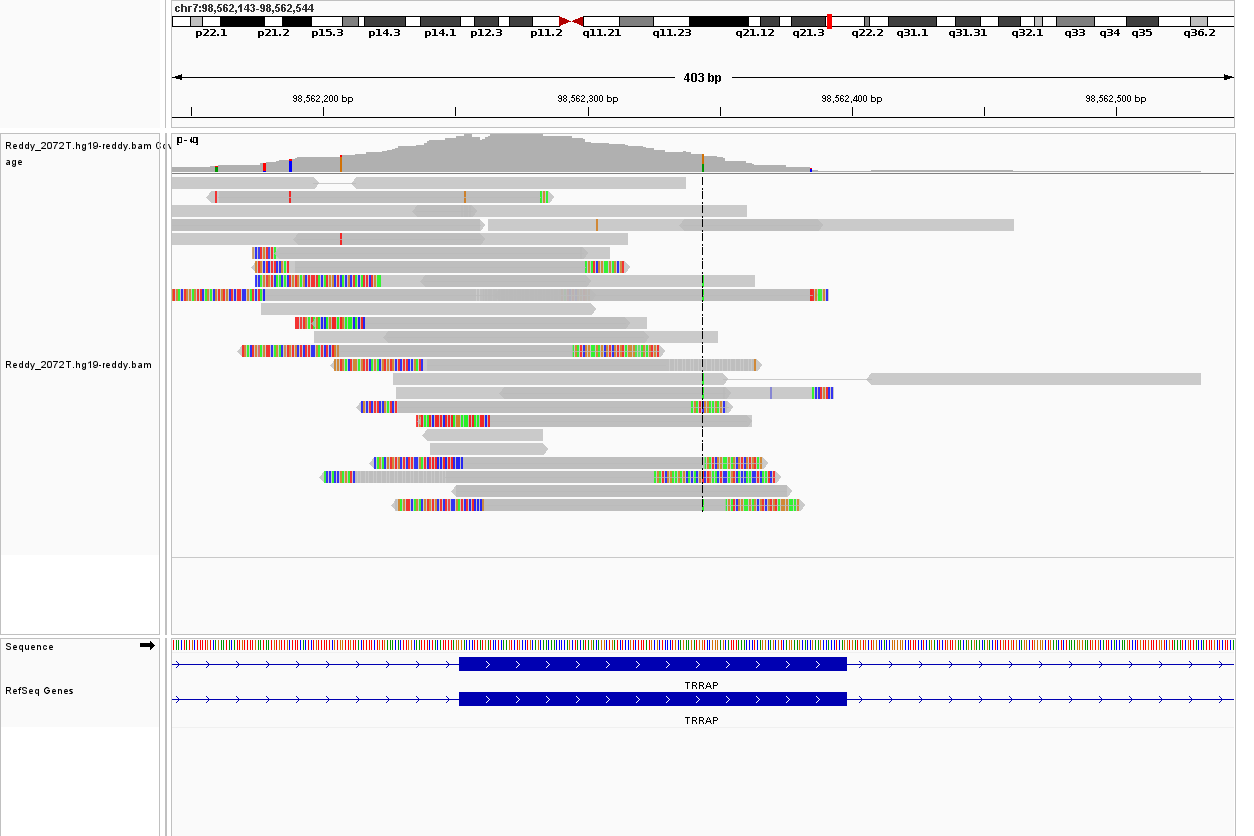 chr7:98,562,143-98,562,544
p22.1 p21.2 p15.3 p14.3 p14.1 p12.3 p11.2 q11.21 q11.23 q21.12 q21.3 q22.2 q31.1 q31.31 q32.1 q33 q34 q35 q36.2
403 bp
98,562,200 bp 98,562,300 bp 98,562,400 bp 98,562,500 bp
Reddy_2072T.hg19-reddy.bam Cov
age
Reddy_2072T.hg19-reddy.bam
Sequence
RefSeq Genes
TRRAP
TRRAP